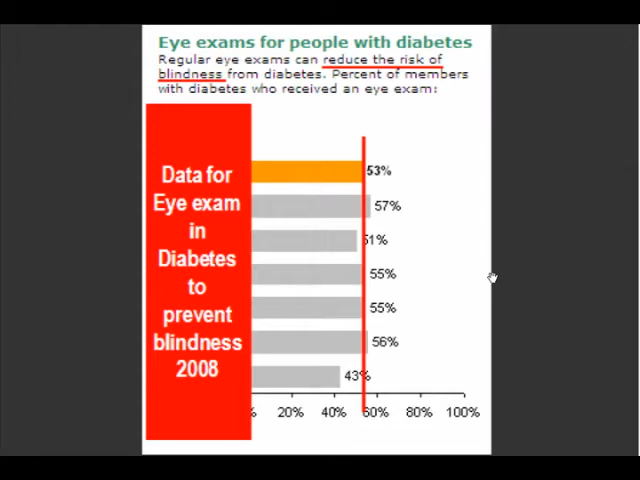 Eye exams for people with diabetes
Regular eye exams can reduce the risk of
blindness from diabetes. Percent of members
with diabetes who received an eye exam:
Data for
Eye exam
in
Diabetes
to
prevent
blindness
2008
53%
57%
51%
55%
55%
56%
43%
% 20% 40% 60% 80% 100%